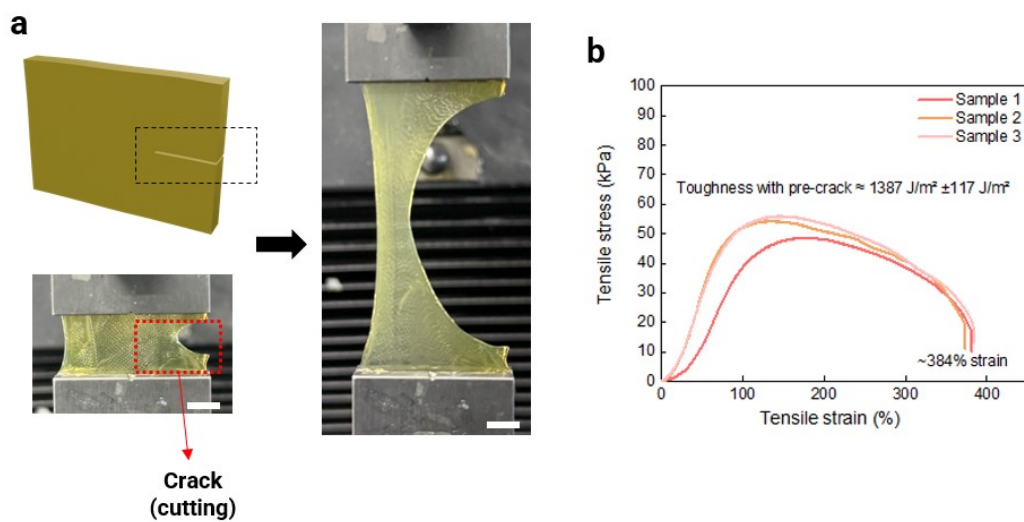 a
Crack
(cutting)
b
Tensile stress (kPa)
100
90
80
70
60
50
40
30
20
10
0
Sample 1
Sample 2
Sample 3
Toughness with pre-crack ≈ 1387 J/m² ±117 J/m²
~384% strain
0 100 200 300 400
Tensile strain (%)